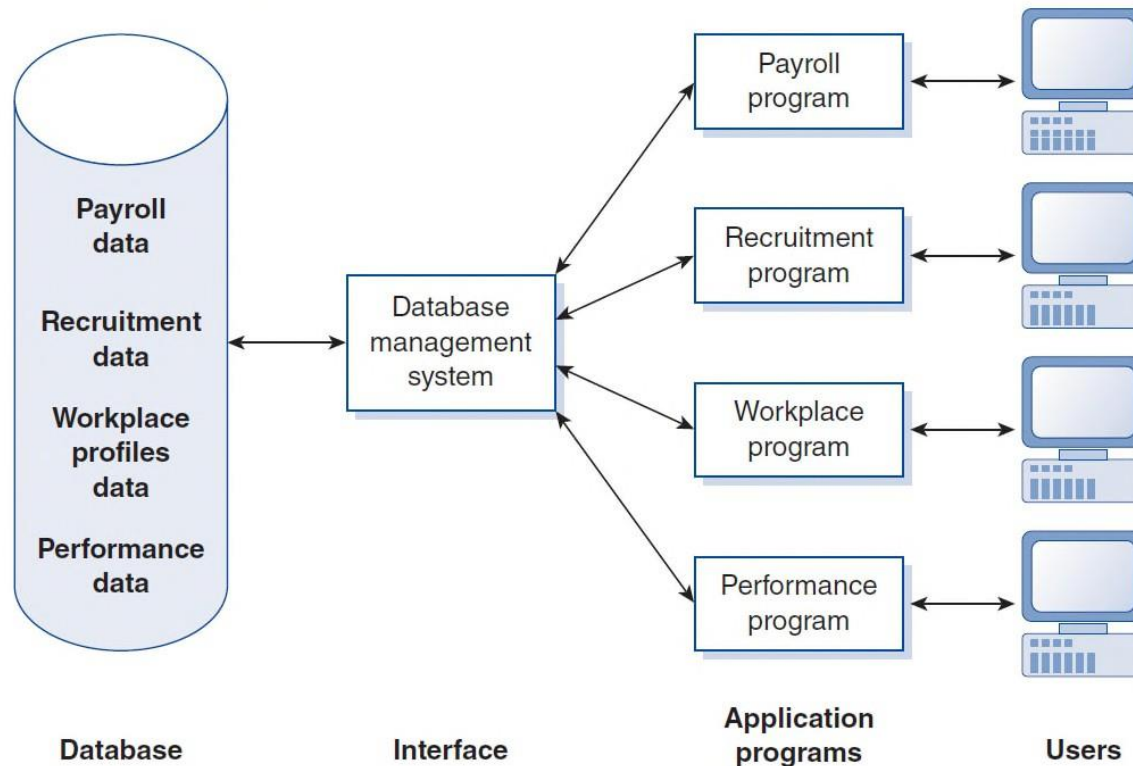 Payroll
data
Recruitment
data
Workplace
profiles
data
Performance
data
Database
management
system
Payroll
program
Recruitment
program
Workplace
program
Performance
program
Database
Interface
Application
programs
Users